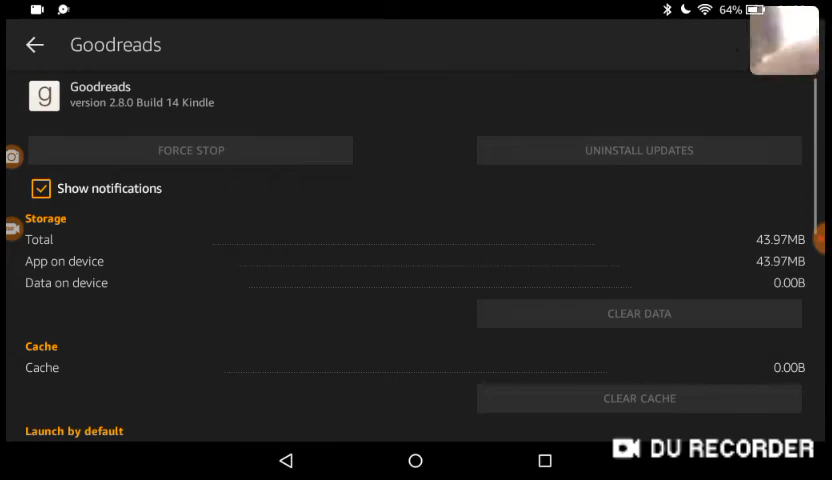 64%
Goodreads
g
Goodreads
version 2.8.0 Build 14 Kindle
FORCE STOP
UNINSTALL UPDATES
Show notifications
Storage
Total 43.97MB
App on device 43.97MB
Data on device 0.00B
CLEAR DATA
Cache
Cache 0.00B
CLEAR CACHE
Launch by default
DU RECORDER